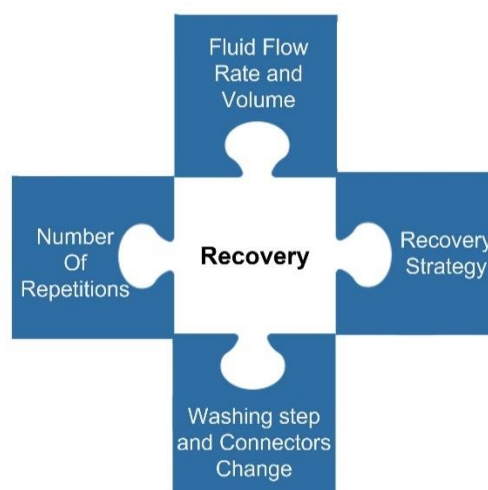 Fluid Flow
Rate and
Volume
Number
Of
Repetitions
Recovery
Recovery
Strategy
Washing step
and Connectors
Change